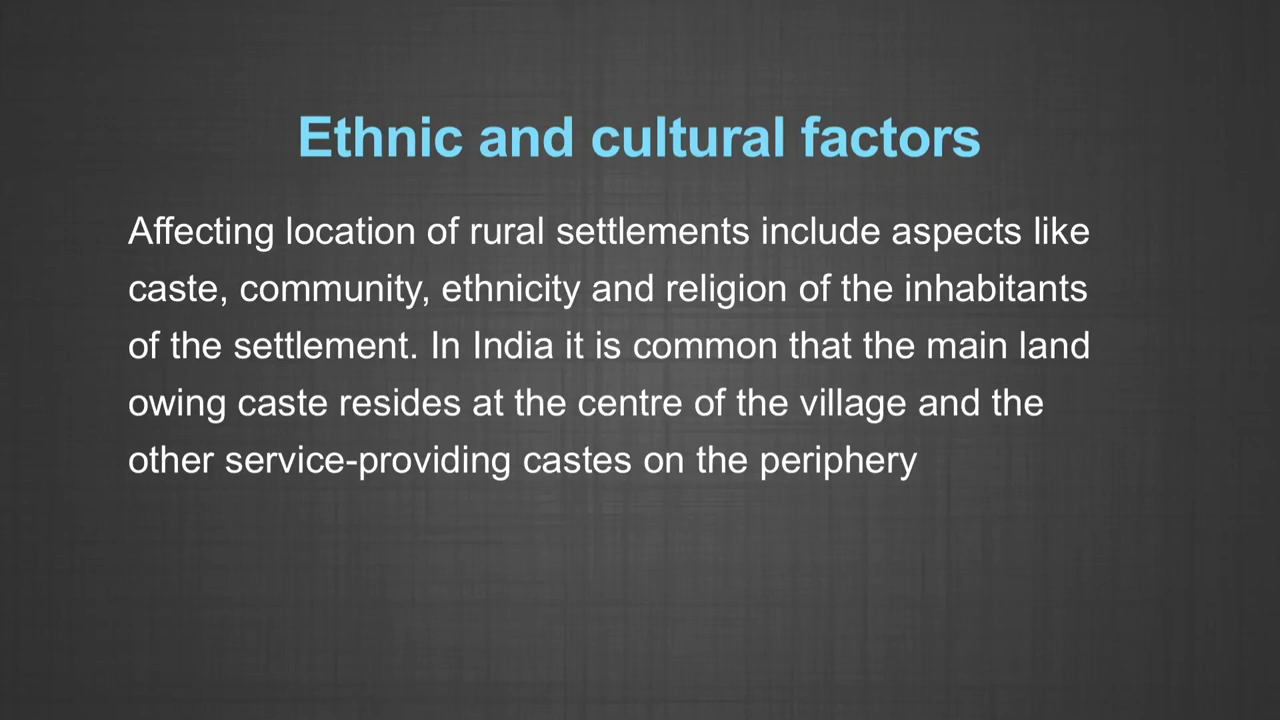 Ethnic and cultural factors
Affecting location of rural settlements include aspects like
caste, community, ethnicity and religion of the inhabitants
of the settlement. In India it is common that the main land
owing caste resides at the centre of the village and the
other service-providing castes on the periphery